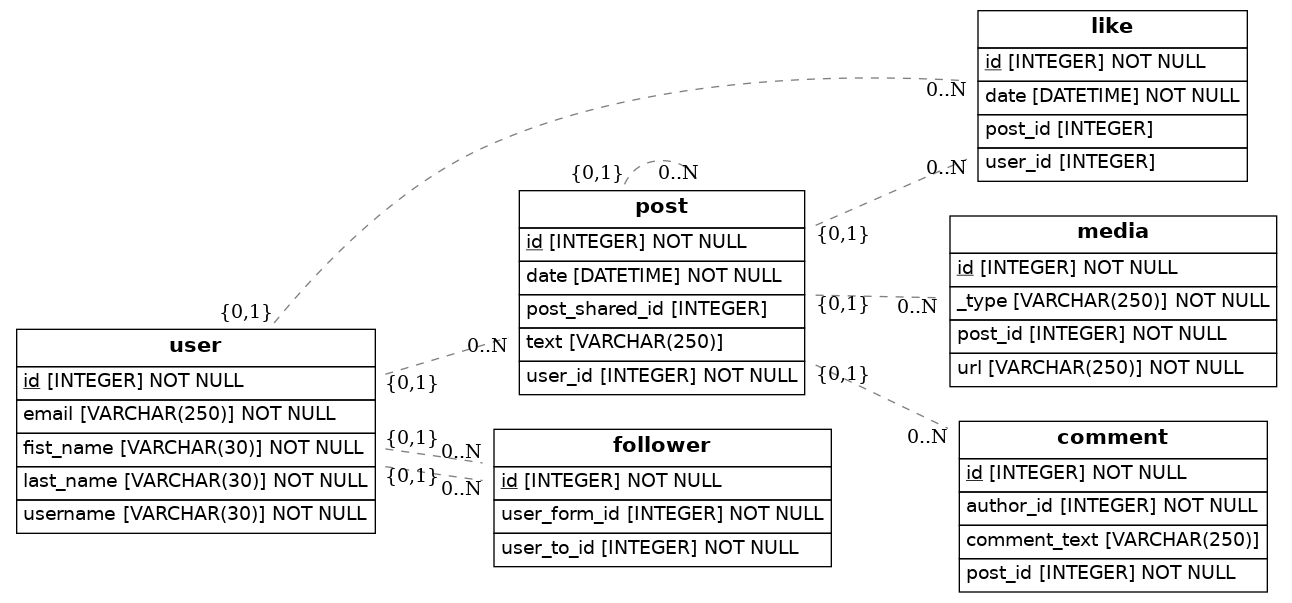 like
id [INTEGER] NOT NULL
date [DATETIME] NOT NULL
post_id [INTEGER]
user_id [INTEGER]
0..N
0..N
{0,1}
0..N
post
id [INTEGER] NOT NULL
date [DATETIME] NOT NULL
post_shared_id [INTEGER]
text [VARCHAR(250)]
user_id [INTEGER] NOT NULL
{0,1}
{0,1}
{0,1}
0..N
0..N
media
id [INTEGER] NOT NULL
_type [VARCHAR(250)] NOT NULL
post_id [INTEGER] NOT NULL
url [VARCHAR(250)] NOT NULL
{0,1}
user
id [INTEGER] NOT NULL
email [VARCHAR(250)] NOT NULL
fist_name [VARCHAR(30)] NOT NULL
last_name [VARCHAR(30)] NOT NULL
username [VARCHAR(30)] NOT NULL
0..N
{0,1}
{0,1}
0..N
{0,1}
0..N
follower
id [INTEGER] NOT NULL
user_form_id [INTEGER] NOT NULL
user_to_id [INTEGER] NOT NULL
comment
id [INTEGER] NOT NULL
author_id [INTEGER] NOT NULL
comment_text [VARCHAR(250)]
post_id [INTEGER] NOT NULL